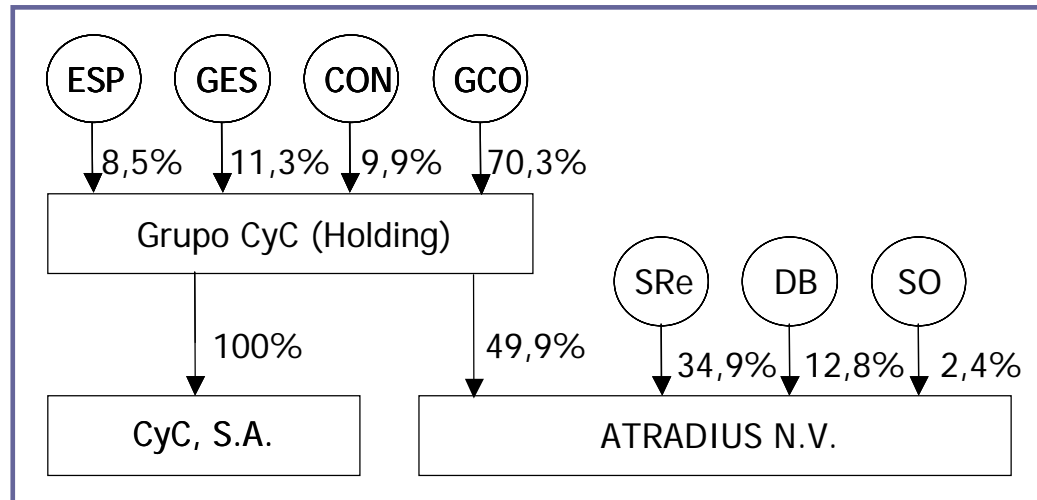 ESP GES CON GCO
8,5% 11,3% 9,9% 70,3%
Grupo CyC (Holding)
SRe DB SO
100% 49,9% 34,9% 12,8% 2,4%
CyC, S.A. ATRADIUS N.V.